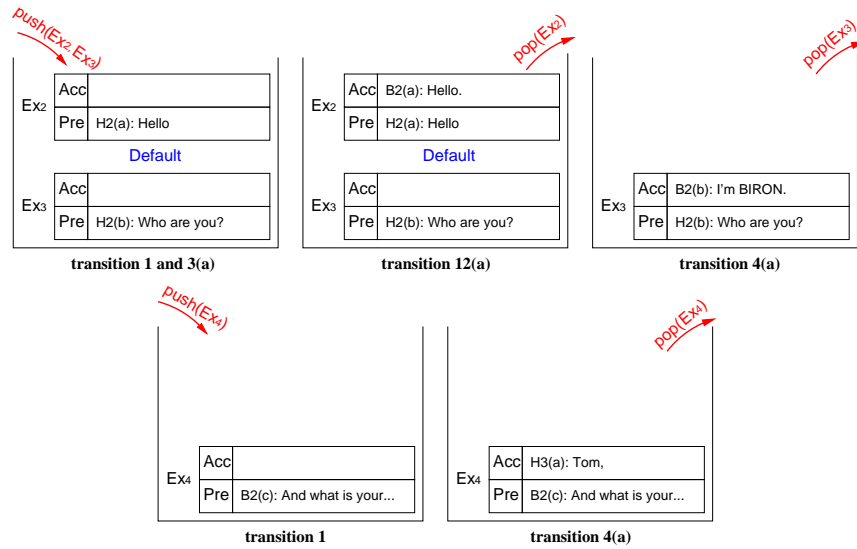 push(Ex2, Ex3)
pop(Ex2)
pop(Ex3)
Ex2
Acc
Pre
H2(a): Hello
Default
Ex3
Acc
Pre
H2(b): Who are you?
transition 1 and 3(a)
Ex2
Acc
B2(a): Hello.
Pre
H2(a): Hello
Default
Ex3
Acc
Pre
H2(b): Who are you?
transition 12(a)
Ex3
Acc
B2(b): I'm BIRON.
Pre
H2(b): Who are you?
transition 4(a)
push(Ex4)
Ex4
Acc
Pre
B2(c): And what is your...
transition 1
pop(Ex4)
Ex4
Acc
H3(a): Tom,
Pre
B2(c): And what is your...
transition 4(a)